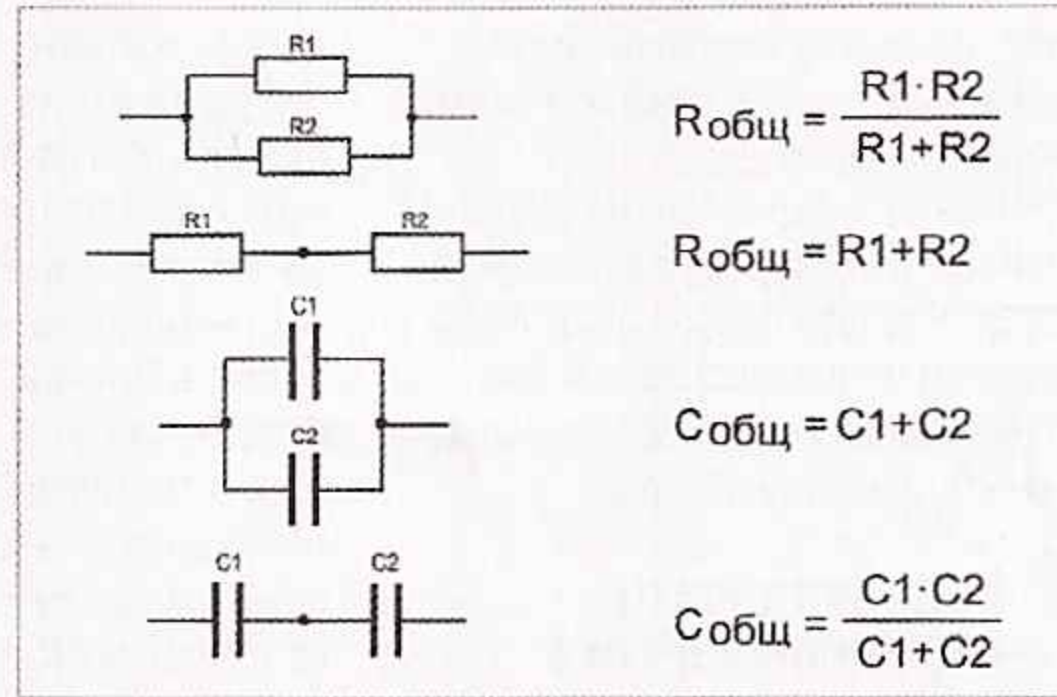 R1
R2
Rобщ = R1·R2 / R1+R2
R1 R2
Rобщ = R1+R2
C1
C2
Cобщ = C1+C2
C1 C2
Cобщ = C1·C2 / C1+C2